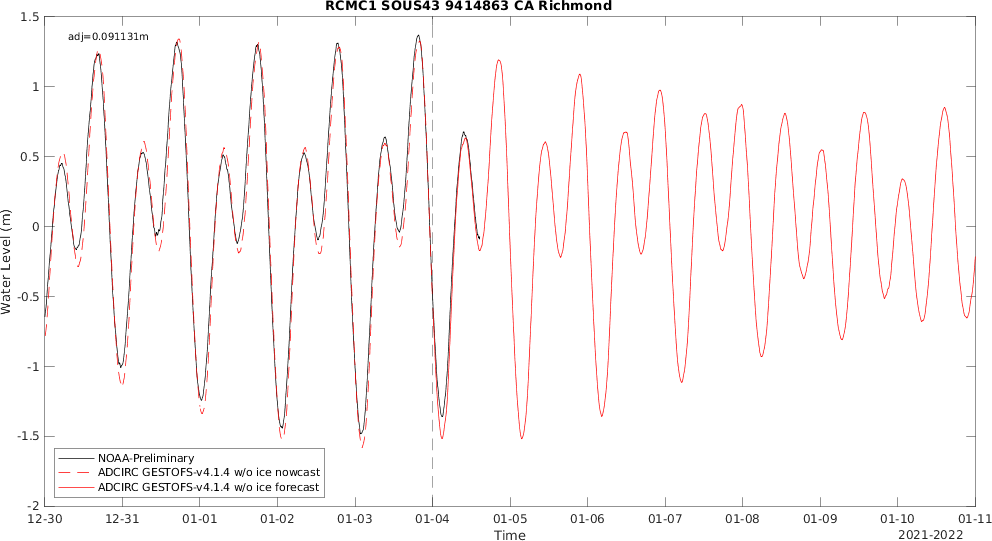 RCMC1 SOUS43 9414863 CA Richmond
adj=0.091131m
1.5
1
0.5
0
-0.5
-1
-1.5
-2
Water Level (m)
NOAA-Preliminary
ADCIRC GESTOFS-v4.1.4 w/o ice nowcast
ADCIRC GESTOFS-v4.1.4 w/o ice forecast
12-30 12-31 01-01 01-02 01-03 01-04 01-05 01-06 01-07 01-08 01-09 01-10 01-11
Time
2021-2022